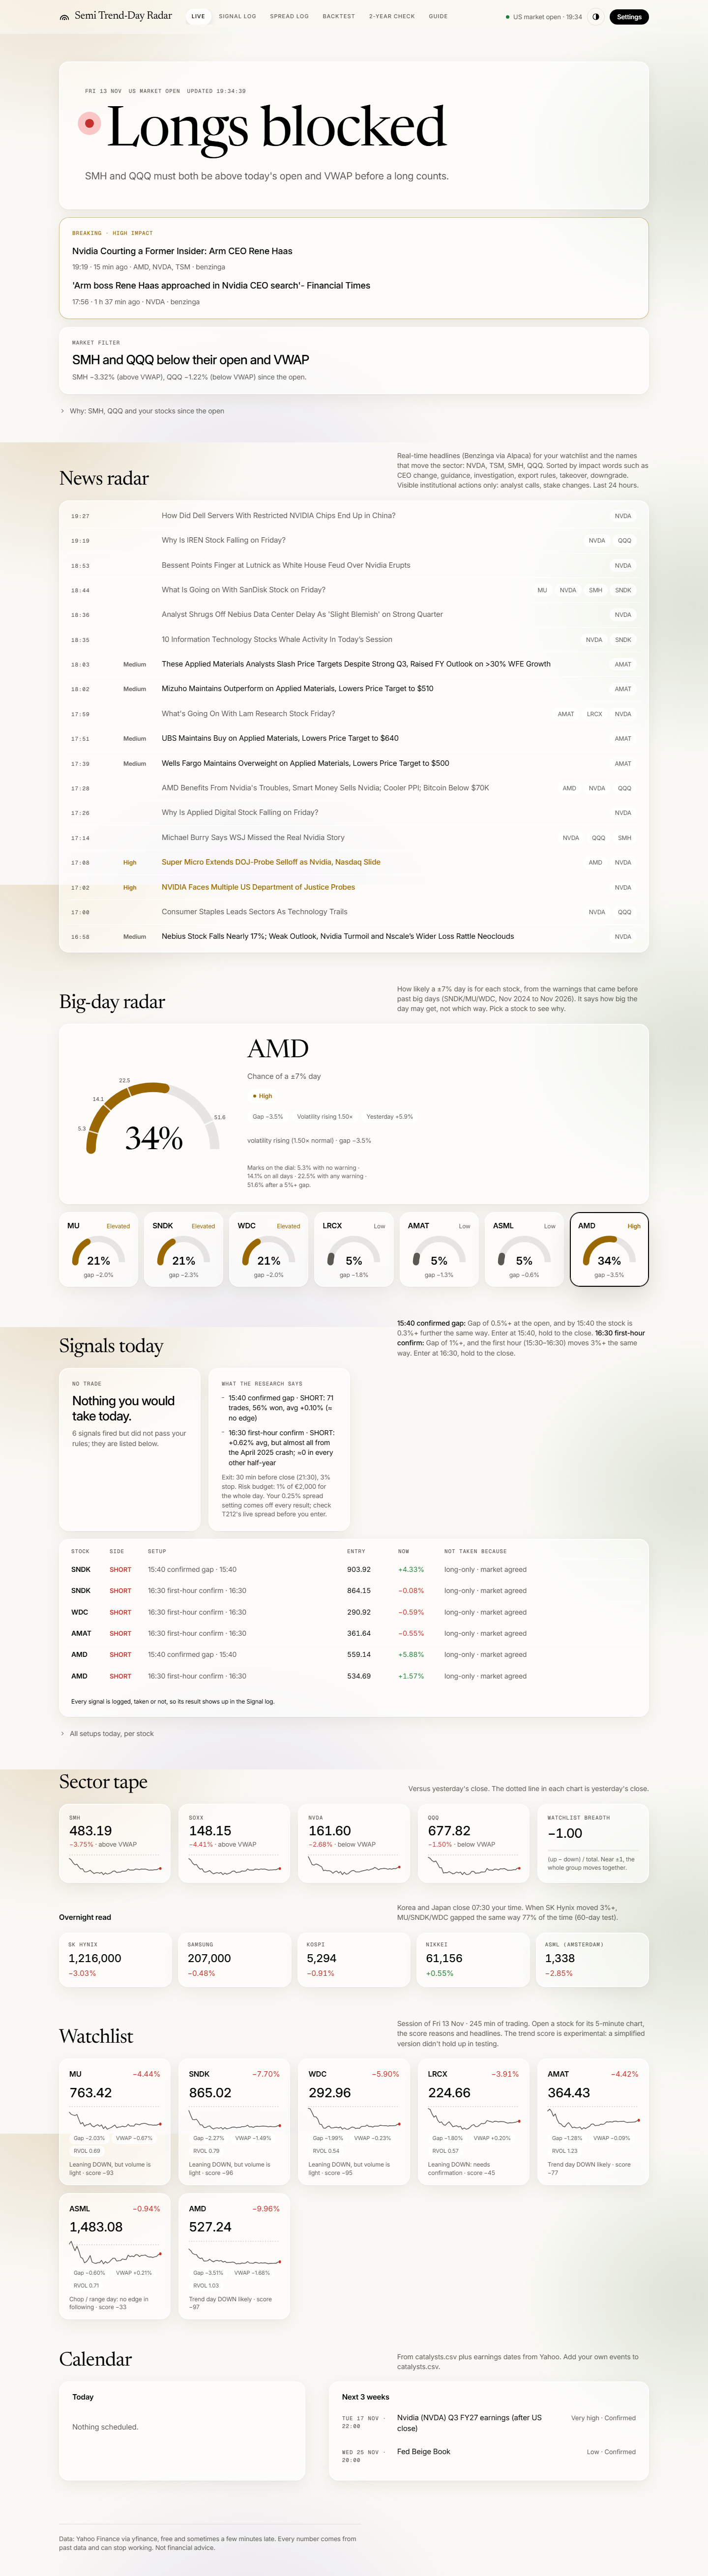 Semi Trend-Day Radar
LIVE SIGNAL LOG SPREAD LOG BACKTEST 2-YEAR CHECK GUIDE
US market open · 19:34
Settings
FRI 13 NOV US MARKET OPEN UPDATED 19:34:39
Longs blocked
SMH and QQQ must both be above today's open and VWAP before a long counts.
BREAKING · HIGH IMPACT
Nvidia Courting a Former Insider: Arm CEO Rene Haas
19:19 · 15 min ago · AMD, NVDA, TSM · benzinga
'Arm boss Rene Haas approached in Nvidia CEO search'- Financial Times
17:56 · 1 h 37 min ago · NVDA · benzinga
MARKET FILTER
SMH and QQQ below their open and VWAP
SMH −3.32% (above VWAP), QQQ −1.22% (below VWAP) since the open.
Why: SMH, QQQ and your stocks since the open
News radar
Real-time headlines (Benzinga via Alpaca) for your watchlist and the names
that move the sector: NVDA, TSM, SMH, QQQ. Sorted by impact words such as
CEO change, guidance, investigation, export rules, takeover, downgrade.
Visible institutional actions only: analyst calls, stake changes. Last 24 hours.
19:27 How Did Dell Servers With Restricted NVIDIA Chips End Up in China? NVDA
19:19 Why Is IREN Stock Falling on Friday? NVDA QQQ
18:53 Bessent Points Finger at Lutnick as White House Feud Over Nvidia Erupts NVDA
18:44 What Is Going on With SanDisk Stock on Friday? MU NVDA SMH SNDK
18:36 Analyst Shrugs Off Nebius Data Center Delay As 'Slight Blemish' on Strong Quarter NVDA
18:35 10 Information Technology Stocks Whale Activity In Today's Session NVDA SNDK
18:03 Medium These Applied Materials Analysts Slash Price Targets Despite Strong Q3, Raised FY Outlook on >30% WFE Growth AMAT
18:02 Medium Mizuho Maintains Outperform on Applied Materials, Lowers Price Target to $510 AMAT
17:59 What's Going On With Lam Research Stock Friday? AMAT LRCX NVDA
17:51 Medium UBS Maintains Buy on Applied Materials, Lowers Price Target to $640 AMAT
17:39 Medium Wells Fargo Maintains Overweight on Applied Materials, Lowers Price Target to $500 AMAT
17:28 AMD Benefits From Nvidia's Troubles, Smart Money Sells Nvidia; Cooler PPI; Bitcoin Below $70K AMD NVDA QQQ
17:26 Why Is Applied Digital Stock Falling on Friday? NVDA
17:14 Michael Burry Says WSJ Missed the Real Nvidia Story NVDA QQQ SMH
17:08 High Super Micro Extends DOJ-Probe Selloff as Nvidia, Nasdaq Slide AMD NVDA
17:02 High NVIDIA Faces Multiple US Department of Justice Probes NVDA
17:00 Consumer Staples Leads Sectors As Technology Trails NVDA QQQ
16:58 Medium Nebius Stock Falls Nearly 17%; Weak Outlook, Nvidia Turmoil and Nscale's Wider Loss Rattle Neoclouds NVDA
Big-day radar
How likely a ±7% day is for each stock, from the warnings that came before
past big days (SNDK/MU/WDC, Nov 2024 to Nov 2026). It says how big the
day may get, not which way. Pick a stock to see why.
5.3 14.1 22.5 51.6
34%
AMD
Chance of a ±7% day
High
Gap −3.5% Volatility rising 1.50× Yesterday +5.9%
volatility rising (1.50× normal) · gap −3.5%
Marks on the dial: 5.3% with no warning ·
14.1% on all days · 22.5% with any warning ·
51.6% after a 5%+ gap.
MU Elevated 21% gap −2.0%
SNDK Elevated 21% gap −2.3%
WDC Elevated 21% gap −2.0%
LRCX Low 5% gap −1.8%
AMAT Low 5% gap −1.3%
ASML Low 5% gap −0.6%
AMD High 34% gap −3.5%
Signals today
15:40 confirmed gap: Gap of 0.5%+ at the open, and by 15:40 the stock is
0.3%+ further the same way. Enter at 15:40, hold to the close. 16:30 first-hour
confirm: Gap of 1%+, and the first hour (15:30–16:30) moves 3%+ the same
way. Enter at 16:30, hold to the close.
NO TRADE
Nothing you would
take today.
6 signals fired but did not pass your
rules; they are listed below.
WHAT THE RESEARCH SAYS
- 15:40 confirmed gap · SHORT: 71
trades, 56% won, avg +0.10% (≈
no edge)
- 16:30 first-hour confirm · SHORT:
+0.62% avg, but almost all from
the April 2025 crash; ≈0 in every
other half-year
Exit: 30 min before close (21:30), 3%
stop. Risk budget: 1% of €2,000 for
the whole day. Your 0.25% spread
setting comes off every result; check
T212's live spread before you enter.
STOCK SIDE SETUP ENTRY NOW NOT TAKEN BECAUSE
SNDK SHORT 15:40 confirmed gap · 15:40 903.92 +4.33% long-only · market agreed
SNDK SHORT 16:30 first-hour confirm · 16:30 864.15 −0.08% long-only · market agreed
WDC SHORT 16:30 first-hour confirm · 16:30 290.92 −0.59% long-only · market agreed
AMAT SHORT 16:30 first-hour confirm · 16:30 361.64 −0.55% long-only · market agreed
AMD SHORT 15:40 confirmed gap · 15:40 559.14 +5.88% long-only · market agreed
AMD SHORT 16:30 first-hour confirm · 16:30 534.69 +1.57% long-only · market agreed
Every signal is logged, taken or not, so its result shows up in the Signal log.
All setups today, per stock
Sector tape
Versus yesterday's close. The dotted line in each chart is yesterday's close.
SMH
483.19
−3.75% · above VWAP
SOXX
148.15
−4.41% · above VWAP
NVDA
161.60
−2.68% · below VWAP
QQQ
677.82
−1.50% · below VWAP
WATCHLIST BREADTH
−1.00
(up − down) / total. Near ±1, the
whole group moves together.
Overnight read
Korea and Japan close 07:30 your time. When SK Hynix moved 3%+,
MU/SNDK/WDC gapped the same way 77% of the time (60-day test).
SK HYNIX
1,216,000
−3.03%
SAMSUNG
207,000
−0.48%
KOSPI
5,294
−0.91%
NIKKEI
61,156
+0.55%
ASML (AMSTERDAM)
1,338
−2.85%
Watchlist
Session of Fri 13 Nov · 245 min of trading. Open a stock for its 5-minute chart,
the score reasons and headlines. The trend score is experimental: a simplified
version didn't hold up in testing.
MU −4.44%
763.42
Gap −2.03% VWAP −0.67%
RVOL 0.69
Leaning DOWN, but volume is
light · score −93
SNDK −7.70%
865.02
Gap −2.27% VWAP −1.49%
RVOL 0.79
Leaning DOWN, but volume is
light · score −96
WDC −5.90%
292.96
Gap −1.99% VWAP −0.23%
RVOL 0.54
Leaning DOWN, but volume is
light · score −95
LRCX −3.91%
224.66
Gap −1.80% VWAP +0.20%
RVOL 0.57
Leaning DOWN: needs
confirmation · score −45
AMAT −4.42%
364.43
Gap −1.28% VWAP −0.09%
RVOL 1.23
Trend day DOWN likely · score
−77
ASML −0.94%
1,483.08
Gap −0.60% VWAP +0.21%
RVOL 0.71
Chop / range day: no edge in
following · score −33
AMD −9.96%
527.24
Gap −3.51% VWAP −1.68%
RVOL 1.03
Trend day DOWN likely · score
−97
Calendar
From catalysts.csv plus earnings dates from Yahoo. Add your own events to
catalysts.csv.
Today
Nothing scheduled.
Next 3 weeks
TUE 17 NOV ·
22:00
Nvidia (NVDA) Q3 FY27 earnings (after US
close)
Very high · Confirmed
WED 25 NOV ·
20:00
Fed Beige Book
Low · Confirmed
Data: Yahoo Finance via yfinance, free and sometimes a few minutes late. Every number comes from
past data and can stop working. Not financial advice.